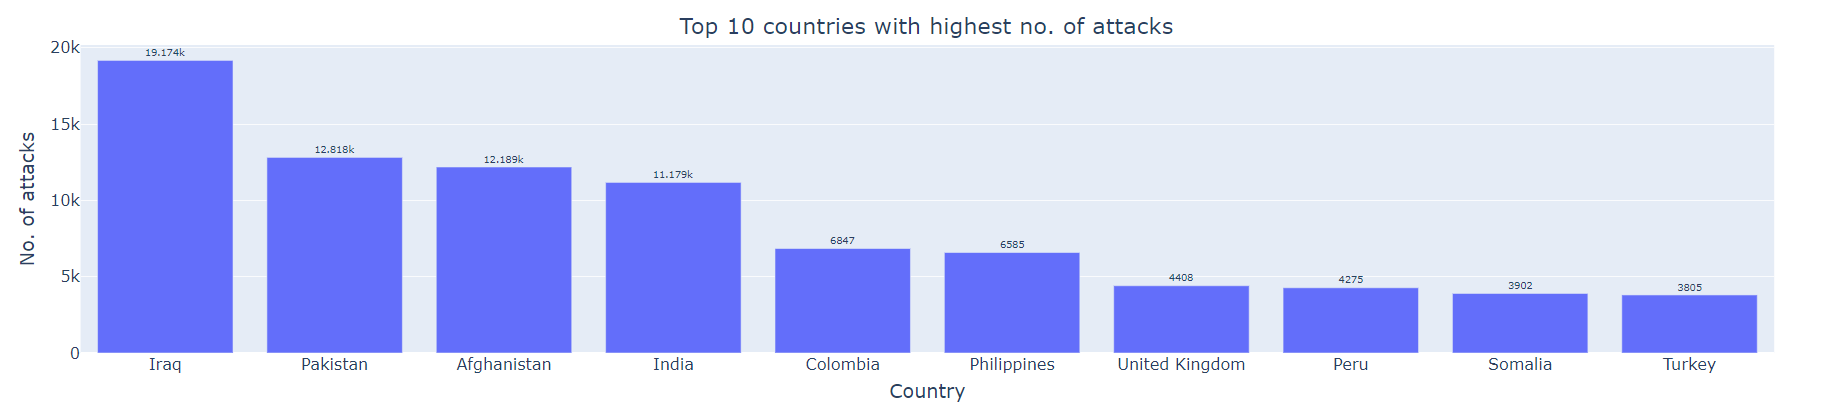 Top 10 countries with highest no. of attacks
No. of attacks
20k
15k
10k
5k
0
19.174k
12.818k
12.189k
11.179k
6847
6585
4408
4275
3902
3805
Iraq Pakistan Afghanistan India Colombia Philippines United Kingdom Peru Somalia Turkey
Country